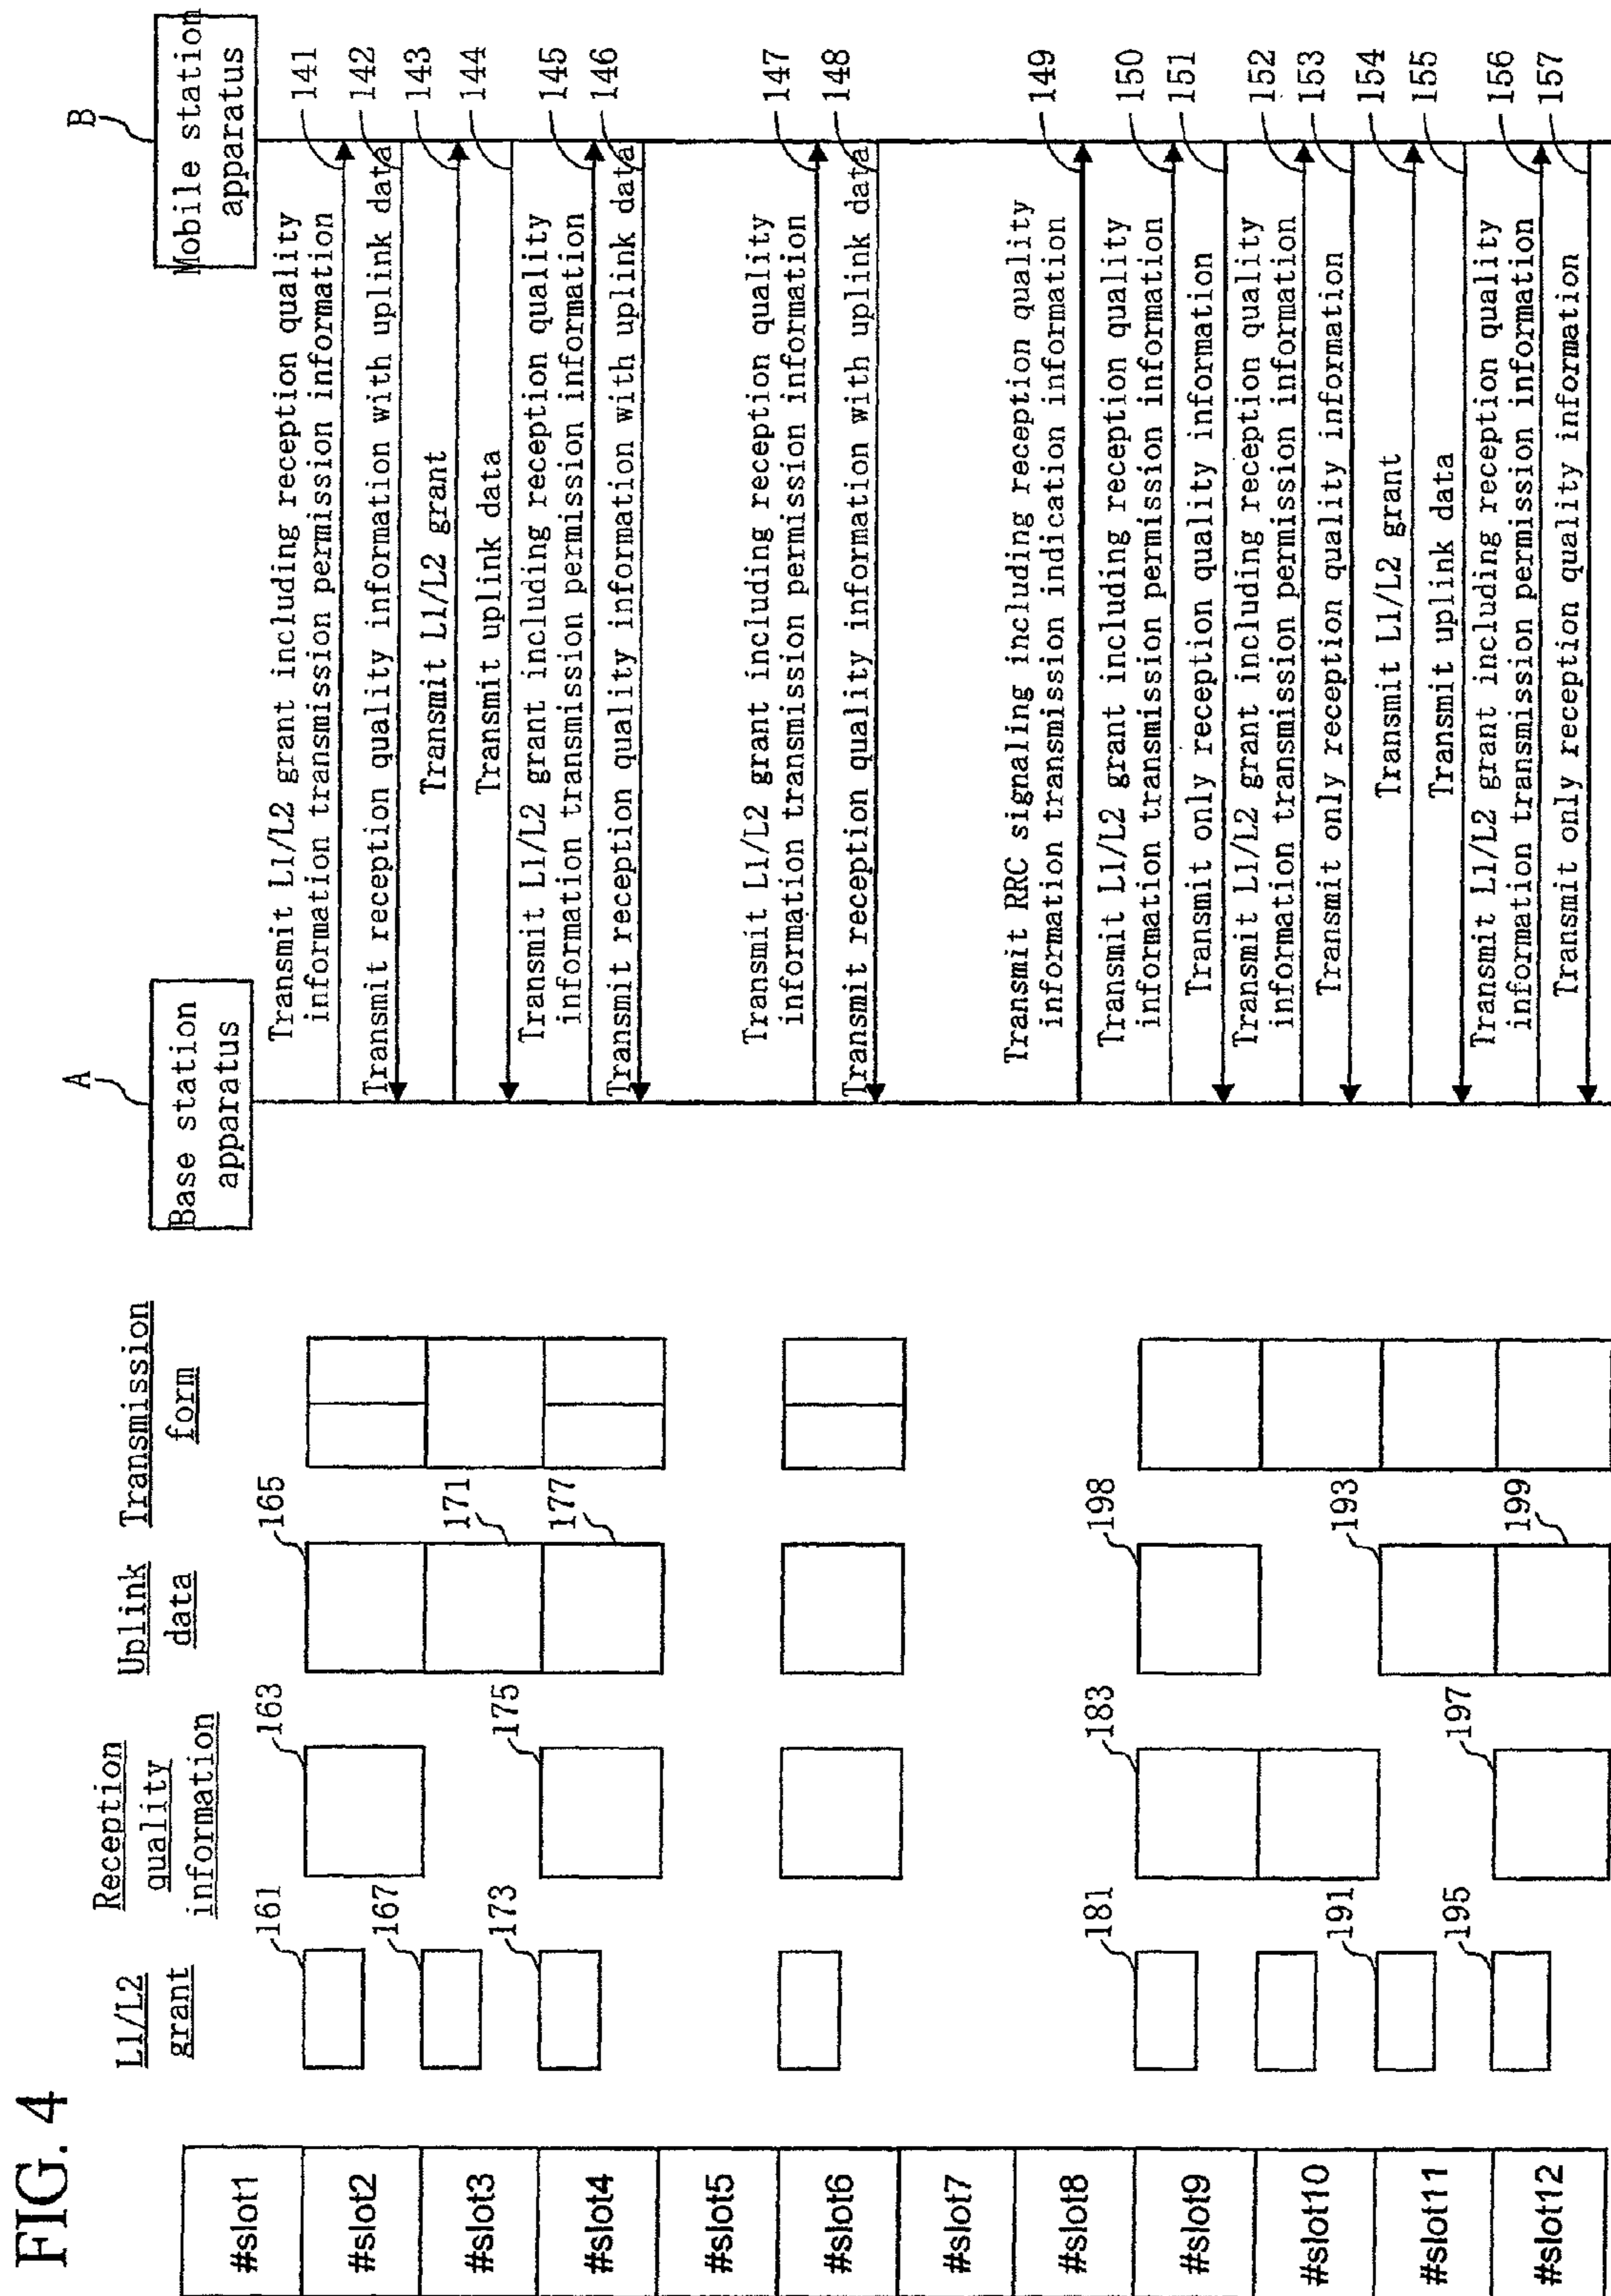 FIG. 4
L1/L2
grant
Reception
quality
information
Uplink
data
Transmission
form
A
Base station
apparatus
B
Mobile station
apparatus
#slot1
#slot2
#slot3
#slot4
#slot5
#slot6
#slot7
#slot8
#slot9
#slot10
#slot11
#slot12
161
163
165
167
171
173
175
177
181
183
198
191
193
195
197
199
Transmit L1/L2 grant including reception quality
information transmission permission information
141
Transmit reception quality information with uplink data
142
Transmit L1/L2 grant
143
Transmit uplink data
144
Transmit L1/L2 grant including reception quality
information transmission permission information
145
Transmit reception quality information with uplink data
146
Transmit L1/L2 grant including reception quality
information transmission permission information
147
Transmit reception quality information with uplink data
148
Transmit RRC signaling including reception quality
information transmission indication information
149
Transmit L1/L2 grant including reception quality
information transmission permission information
150
Transmit only reception quality information
151
Transmit L1/L2 grant including reception quality
information transmission permission information
152
Transmit only reception quality information
153
Transmit L1/L2 grant
154
Transmit uplink data
155
Transmit L1/L2 grant including reception quality
information transmission permission information
156
Transmit only reception quality information
157